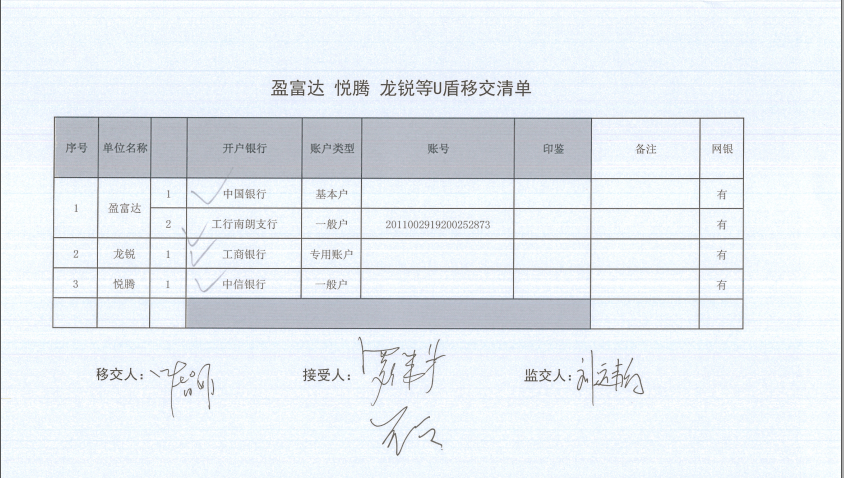 盈富达 悦腾 龙锐等U盾移交清单
序号 单位名称 开户银行 账户类型 账号 印鉴 备注 网银
1 盈富达 1 中国银行 基本户 有
2 工行南朗支行 一般户 2011002919200252873 有
2 龙锐 1 工商银行 专用账户 有
3 悦腾 1 中信银行 一般户 有
移交人: 接受人: 监交人: